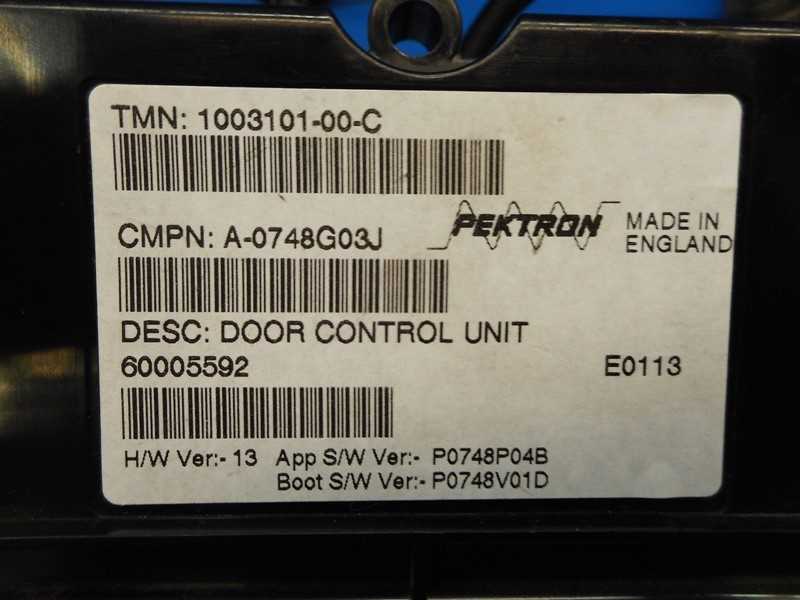 TMN: 1003101-00-C
CMPN: A-0748G03J
PEKTRON
MADE IN
ENGLAND
DESC: DOOR CONTROL UNIT
60005592 E0113
H/W Ver:- 13 App S/W Ver:- P0748P04B
Boot S/W Ver:- P0748V01D